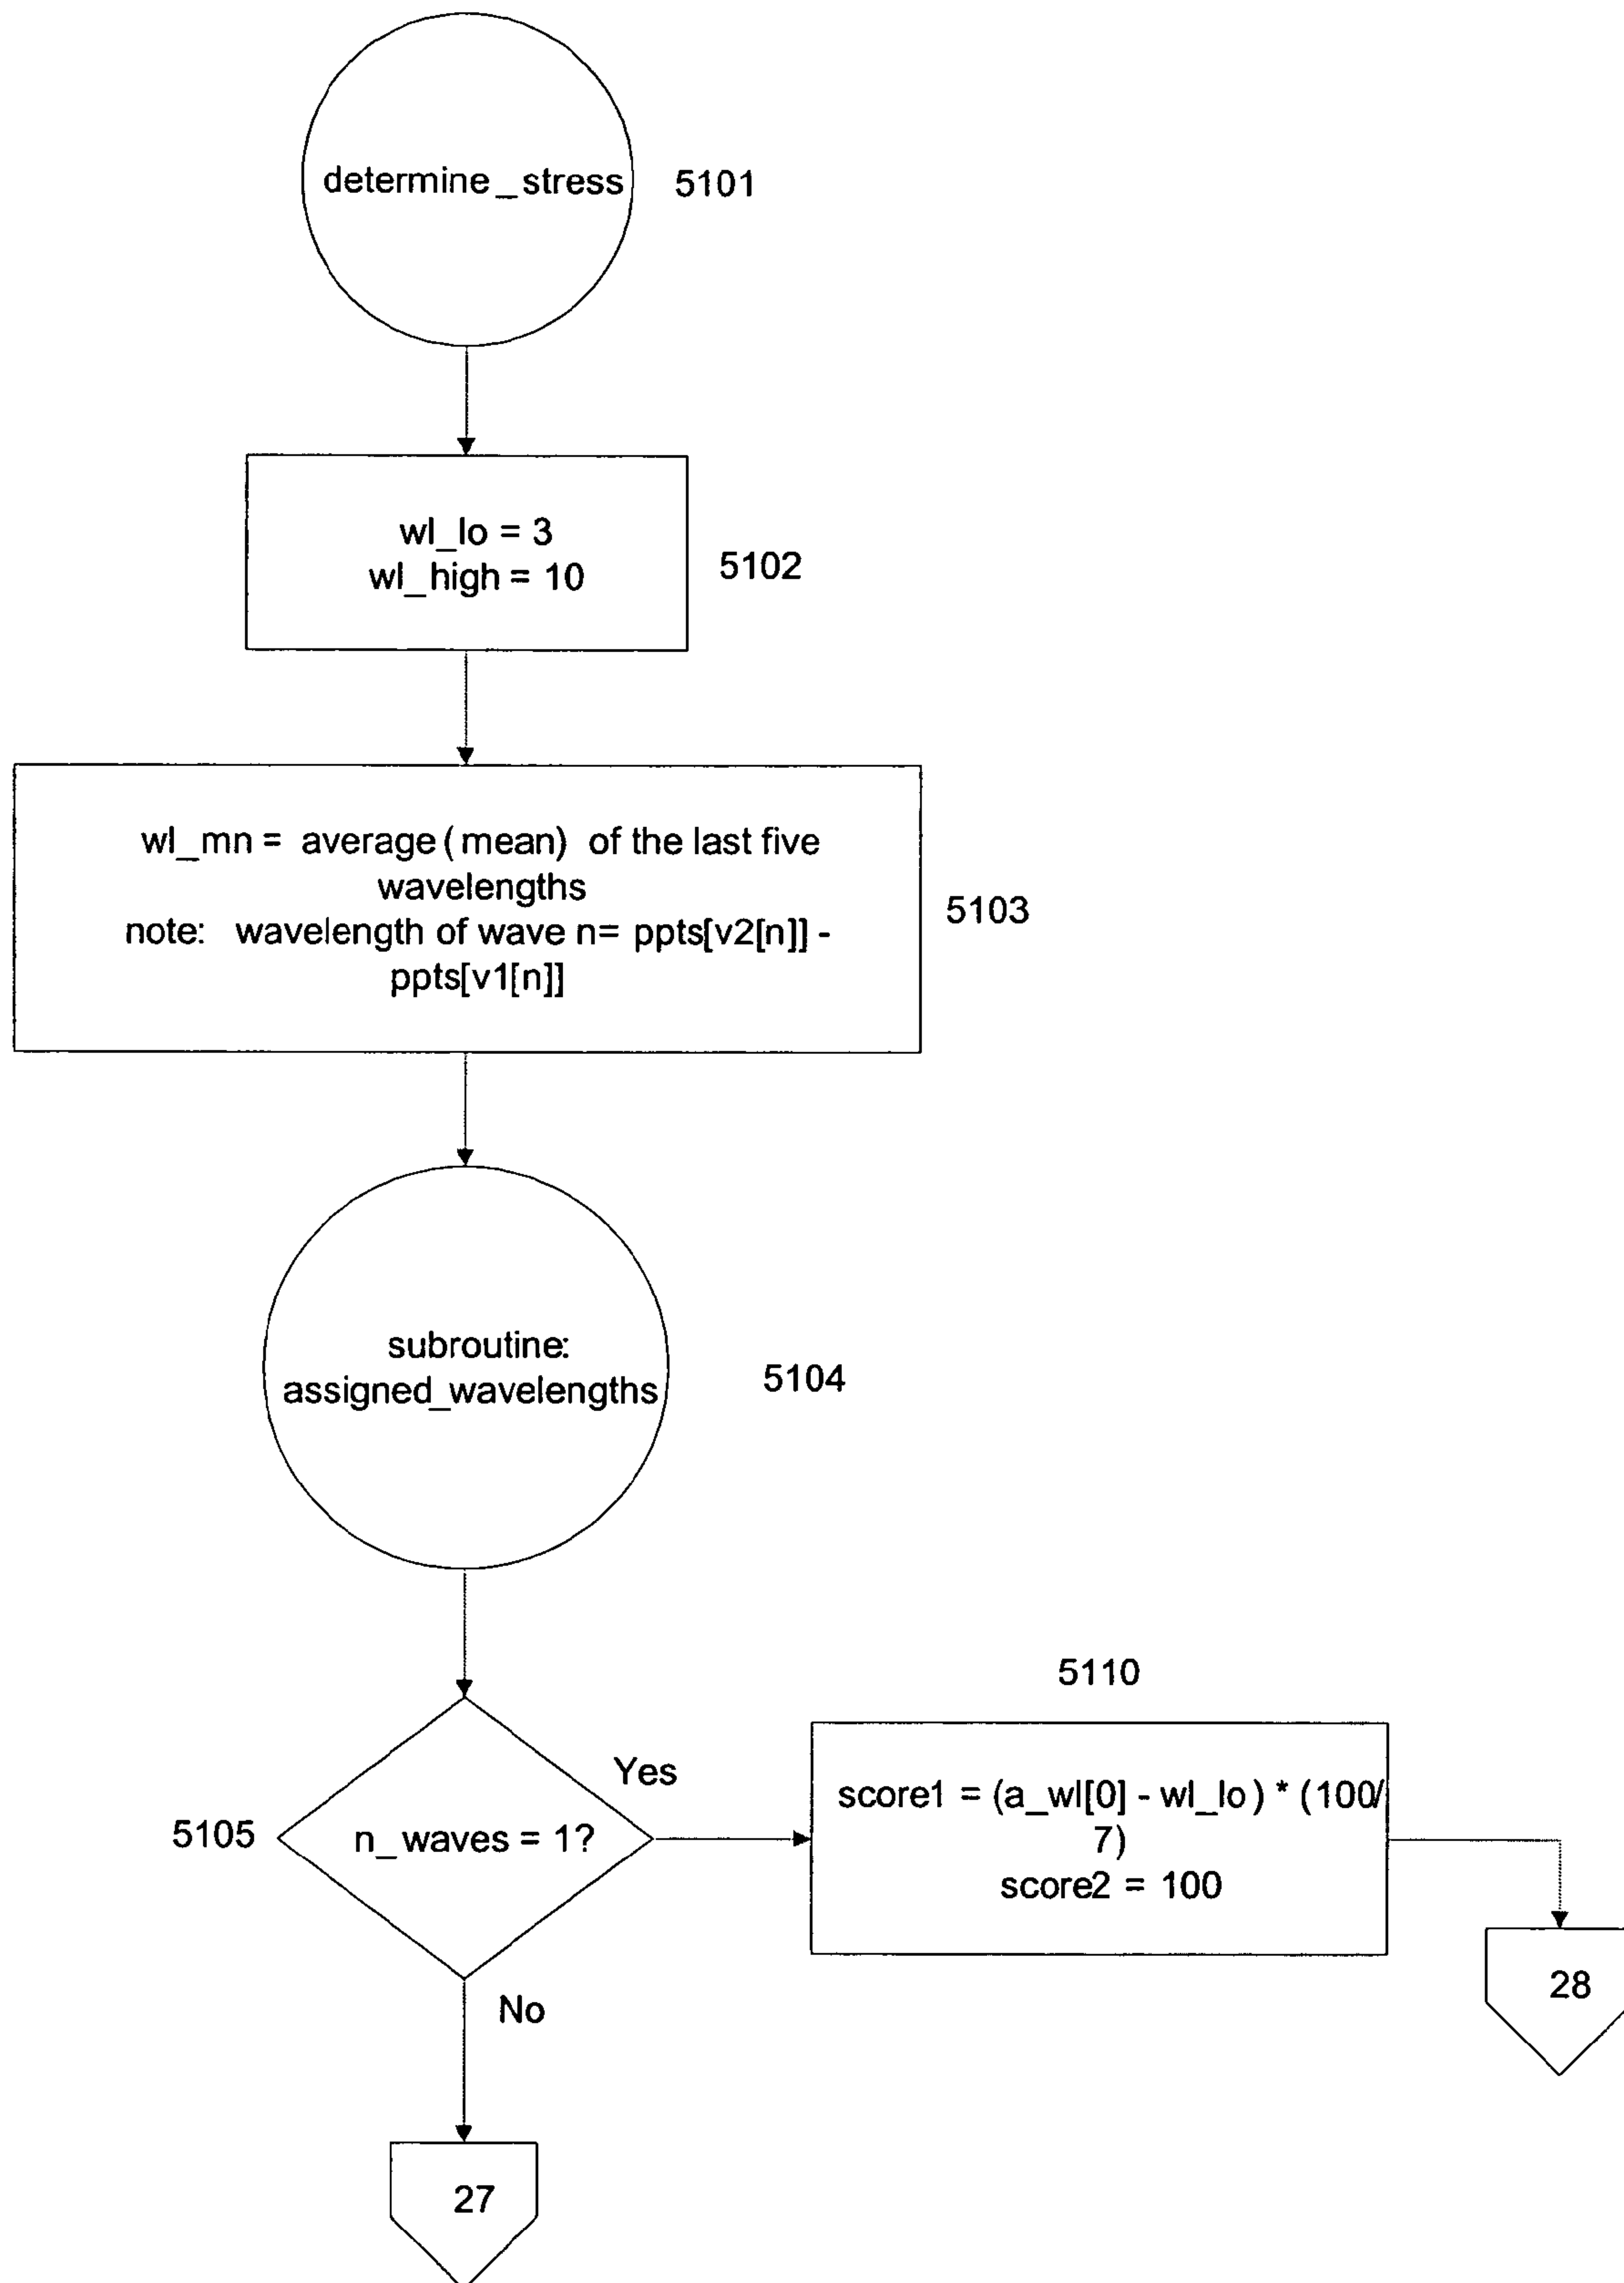 determine_stress
5101
wl_lo = 3
wl_high = 10
5102
wl_mn = average (mean) of the last five
wavelengths
note: wavelength of wave n= ppts[v2[n]] -
ppts[v1[n]]
5103
subroutine:
assigned_wavelengths
5104
5105
n_waves = 1?
Yes
No
5110
score1 = (a_wl[0] - wl_lo) * (100/
7)
score2 = 100
28
27